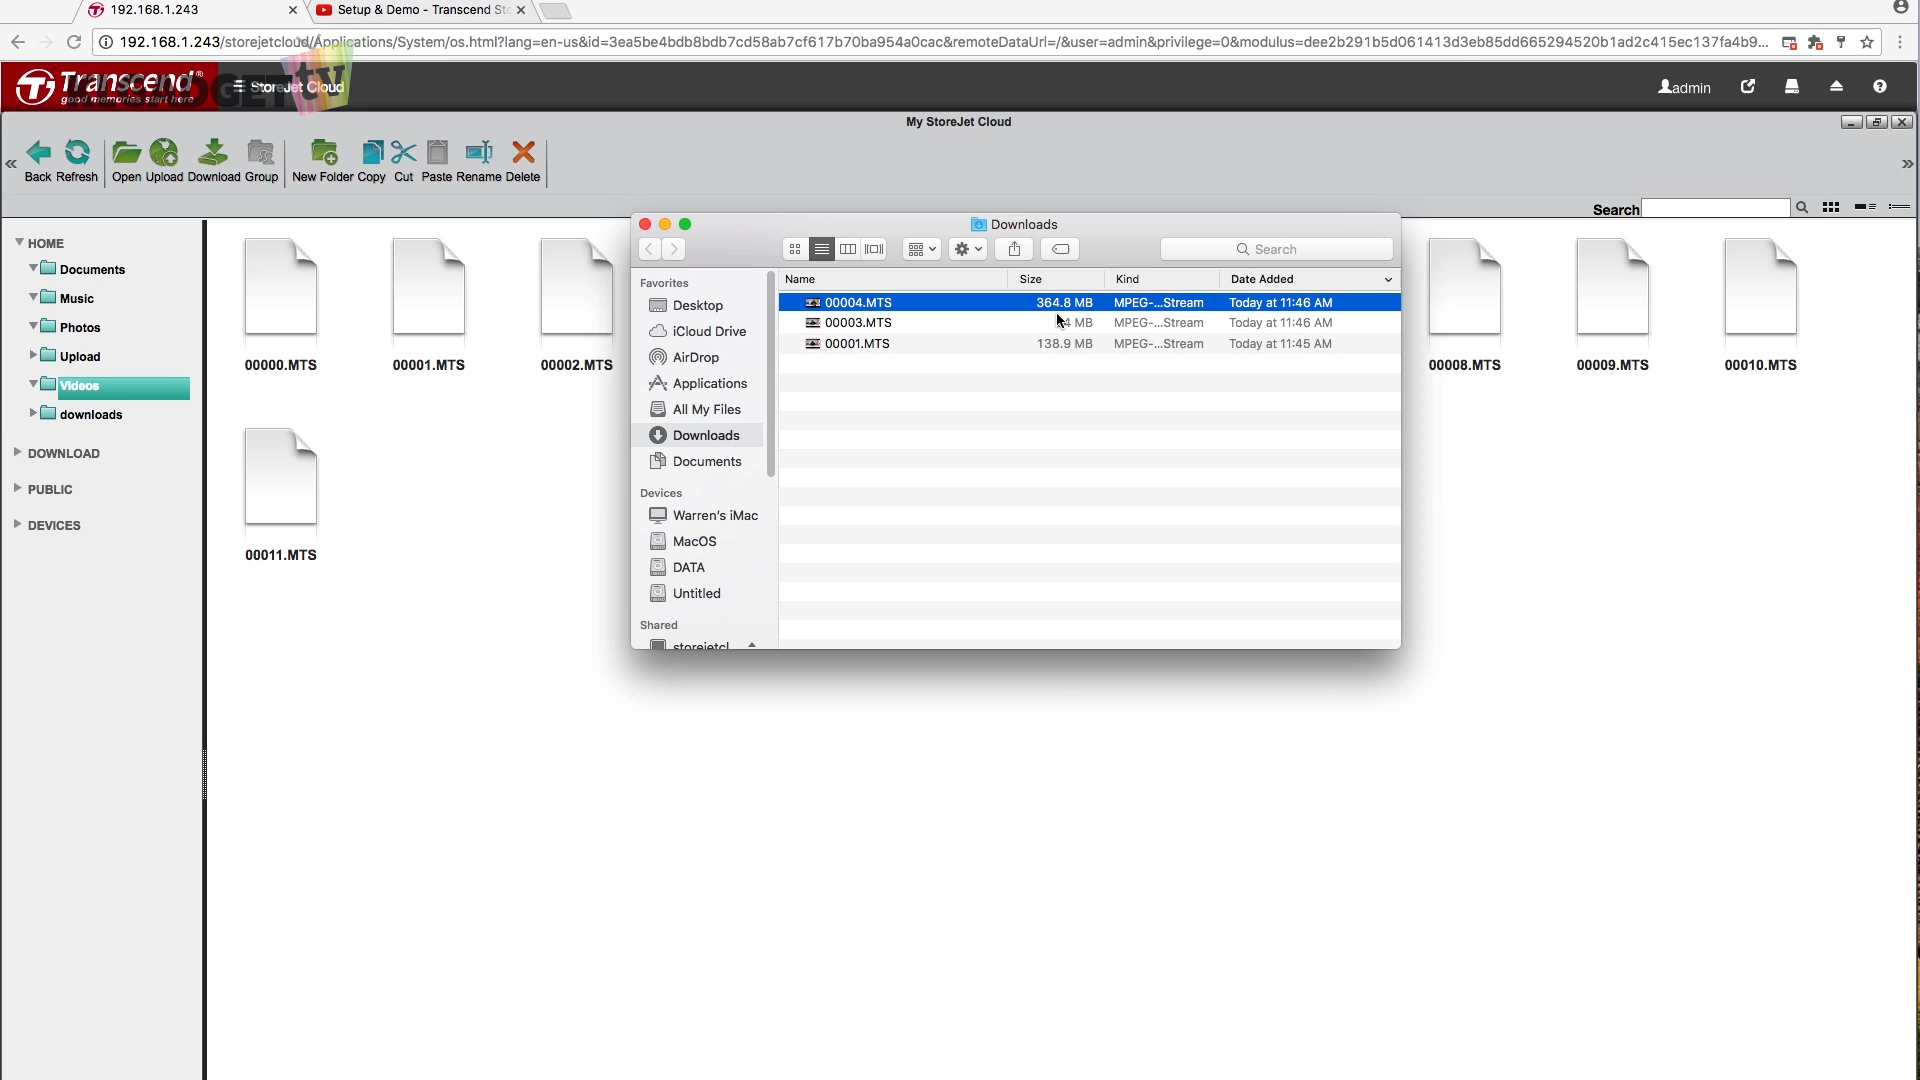 192.168.1.243
Setup & Demo - Transcend St
192.168.1.243/storejetcloud/Applications/System/os.html?lang=en-us&id=3ea5be4bdb8bdb7cd58ab7cf617b70ba954a0cac&remoteDataUrl=/&user=admin&privilege=0&modulus=dee2b291b5d061413d3eb85dd665294520b1ad2c415ec137fa4b9...
Transcend®
good memories start here
StoreJet Cloud
tv
admin
My StoreJet Cloud
Back Refresh Open Upload Download Group New Folder Copy Cut Paste Rename Delete
Search
HOME
Documents
Music
Photos
Upload
Videos
downloads
DOWNLOAD
PUBLIC
DEVICES
00000.MTS
00001.MTS
00002.MTS
00008.MTS
00009.MTS
00010.MTS
00011.MTS
Downloads
Search
Favorites
Desktop
iCloud Drive
AirDrop
Applications
All My Files
Downloads
Documents
Devices
Warren's iMac
MacOS
DATA
Untitled
Shared
storejetcl
Name Size Kind Date Added
00004.MTS 364.8 MB MPEG-...Stream Today at 11:46 AM
00003.MTS MB MPEG-...Stream Today at 11:46 AM
00001.MTS 138.9 MB MPEG-...Stream Today at 11:45 AM